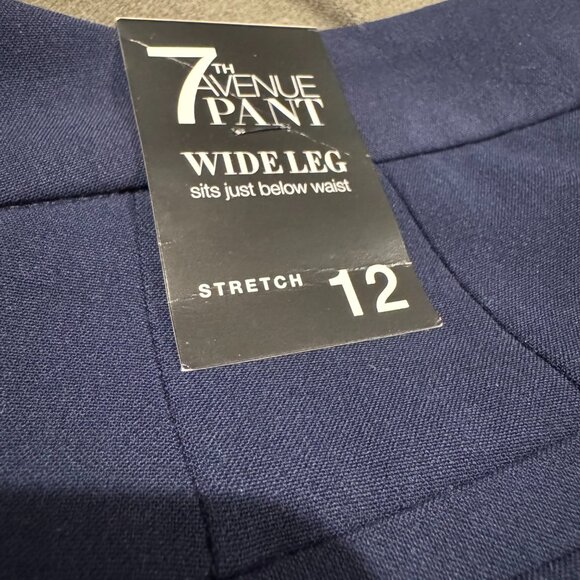 7TH
AVENUE
PANT
WIDE LEG
sits just below waist
STRETCH 12